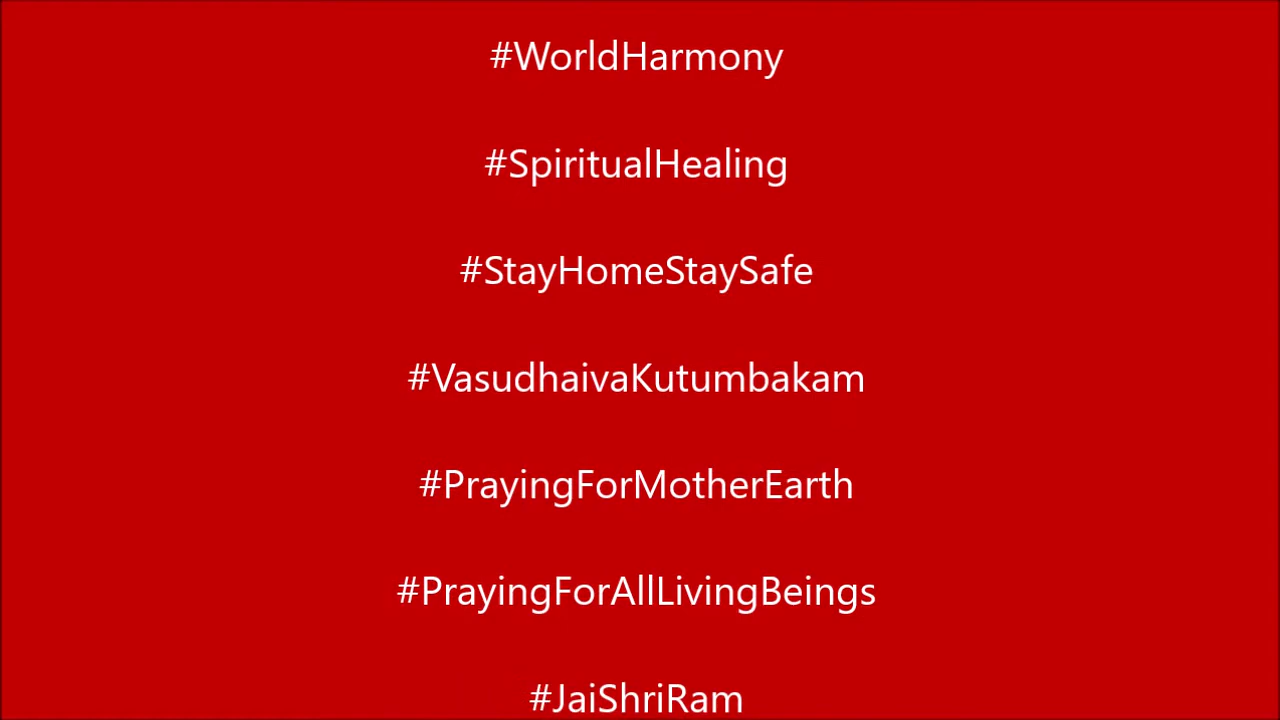 #WorldHarmony
#SpiritualHealing
#StayHomeStaySafe
#VasudhaivaKutumbakam
#PrayingForMotherEarth
#PrayingForAllLivingBeings
#JaiShriRam